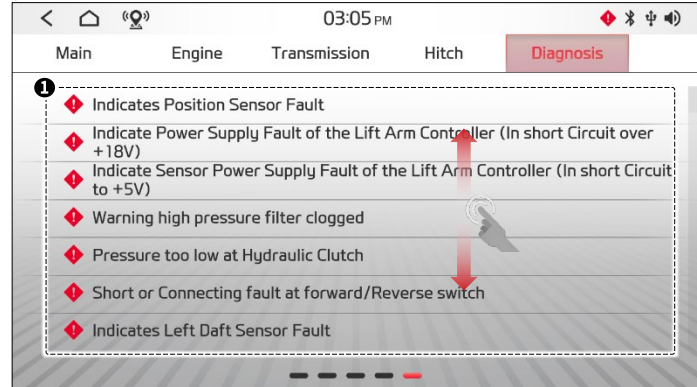 03:05 PM
Main Engine Transmission Hitch Diagnosis
1
Indicates Position Sensor Fault
Indicate Power Supply Fault of the Lift Arm Controller (In short Circuit over
+18V)
Indicate Sensor Power Supply Fault of the Lift Arm Controller (In short Circuit
to +5V)
Warning high pressure filter clogged
Pressure too low at Hydraulic Clutch
Short or Connecting fault at forward/Reverse switch
Indicates Left Daft Sensor Fault